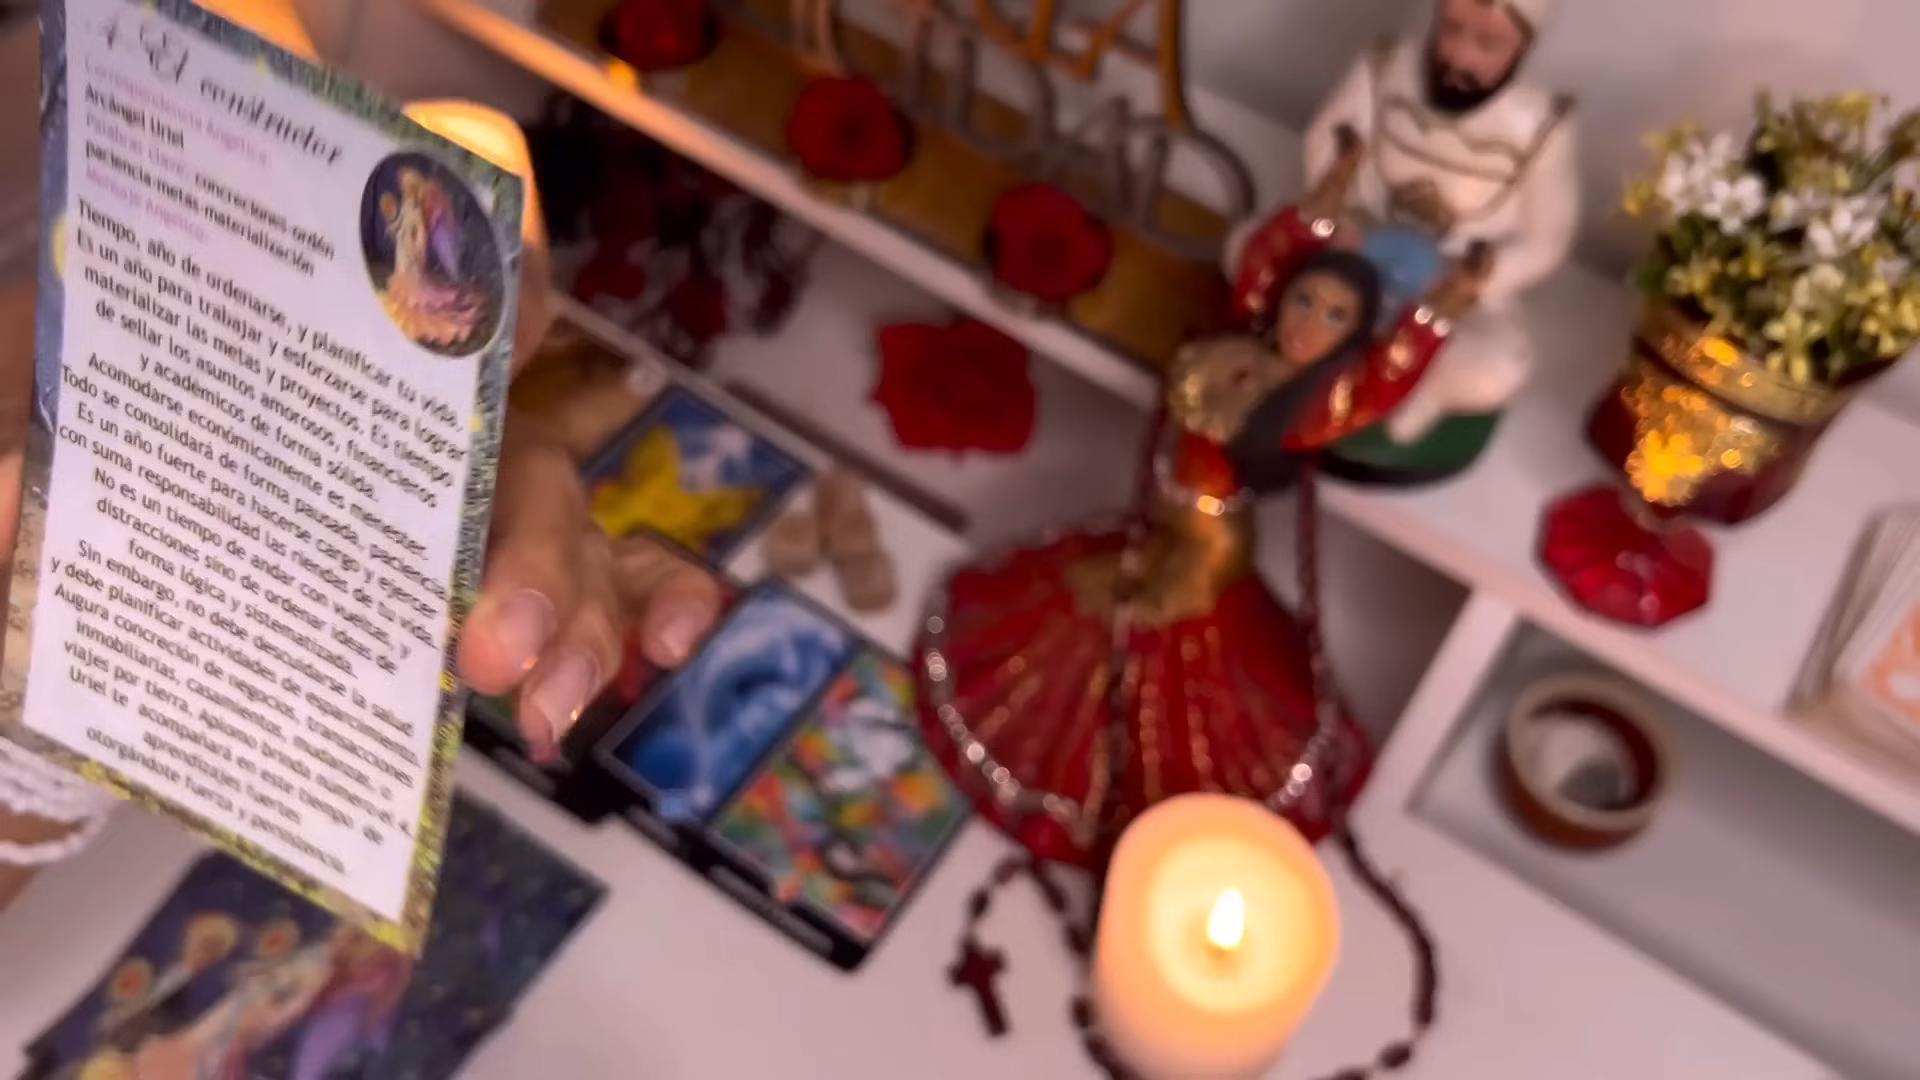 4 El constructor
Correspondencia Angélica:
Arcángel Uriel
Palabras clave: concreciones-orden
paciencia-metas-materialización
Mensaje Angélico:
Tiempo, año de ordenarse, y planificar tu vida.
Es un año para trabajar y esforzarse para lograr
materializar las metas y proyectos. Es tiempo
de sellar los asuntos amorosos, financieros
y académicos de forma sólida.
Acomodarse económicamente es menester.
Todo se consolidará de forma pausada, paciencia.
Es un año fuerte para hacerse cargo y ejercer
con suma responsabilidad las riendas de tu vida.
No es un tiempo de andar con vueltas, y
distracciones sino de ordenar ideas de
forma lógica y sistematizada.
Sin embargo, no debe descuidarse la salud
y debe planificar actividades de esparcimiento.
Augura concreción de negocios, transacciones
inmobiliarias, casamientos, mudanzas, o
viajes por tierra. Aplomo brinda número el 4.
Uriel te acompañará en este tiempo de
aprendizajes fuertes
otorgándote fuerza y persistencia.